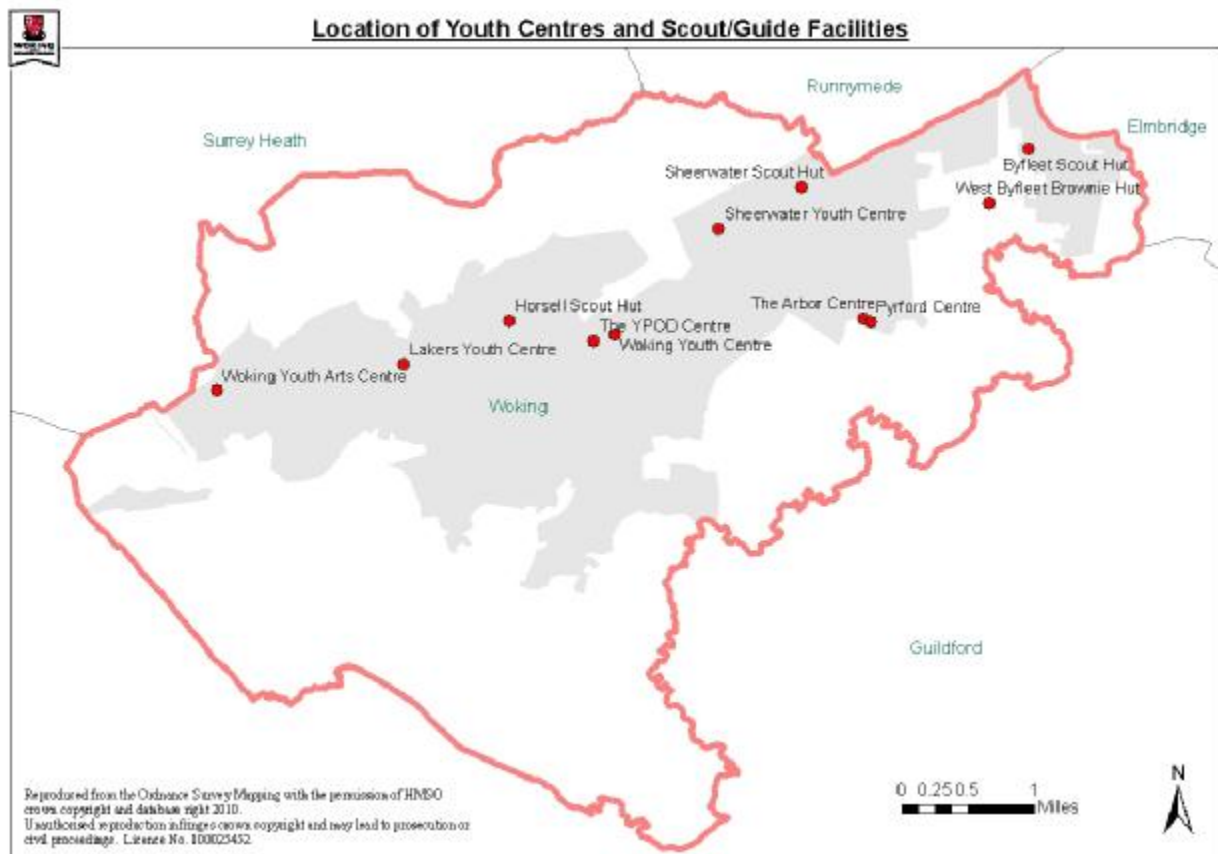 WOKING
Location of Youth Centres and Scout/Guide Facilities
Runnymede
Surrey Heath
Elmbridge
Byfleet Scout Hut
Sheerwater Scout Hut
West Byfleet Brownie Hut
Sheerwater Youth Centre
Horsell Scout Hut
The Arbor Centre
Pyrford Centre
The YPOD Centre
Woking Youth Centre
Lakers Youth Centre
Woking Youth Arts Centre
Woking
Guildford
N
0 0.25 0.5 1
Miles
Reproduced from the Ordnance Survey Mapping with the permission of HMSO
crown copyright and database right 2010.
Unauthorised reproduction infringes crown copyright and may lead to prosecution or
civil proceedings. Licence No. 100025452.